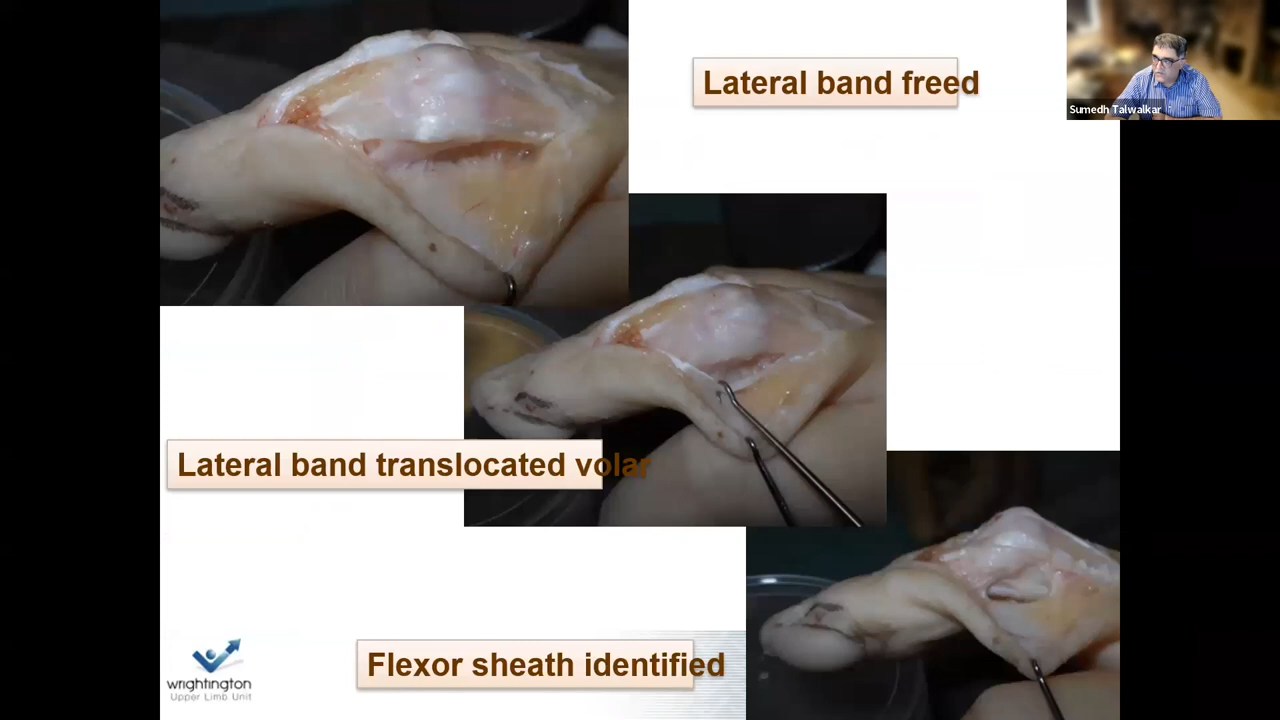 Lateral band freed
Sumedh Talwalkar
Lateral band translocated volar
Flexor sheath identified
wrightington
Upper Limb Unit